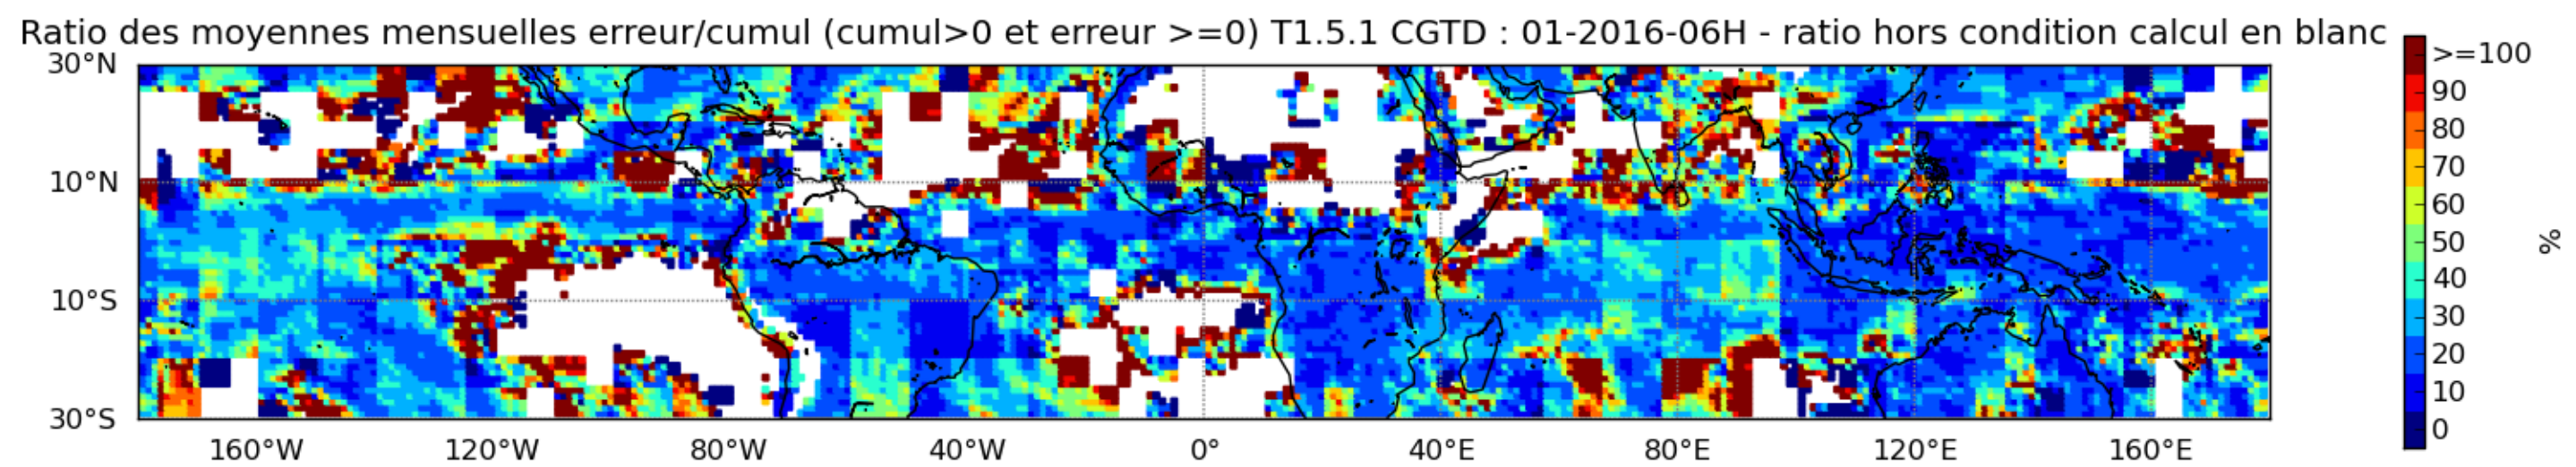 Ratio des moyennes mensuelles erreur/cumul (cumul>0 et erreur >=0) T1.5.1 CGTD : 01-2016-06H - ratio hors condition calcul en blanc
30°N
10°N
10°S
30°S
160°W 120°W 80°W 40°W 0° 40°E 80°E 120°E 160°E
>=100
90
80
70
60
50
40
30
20
10
0
%